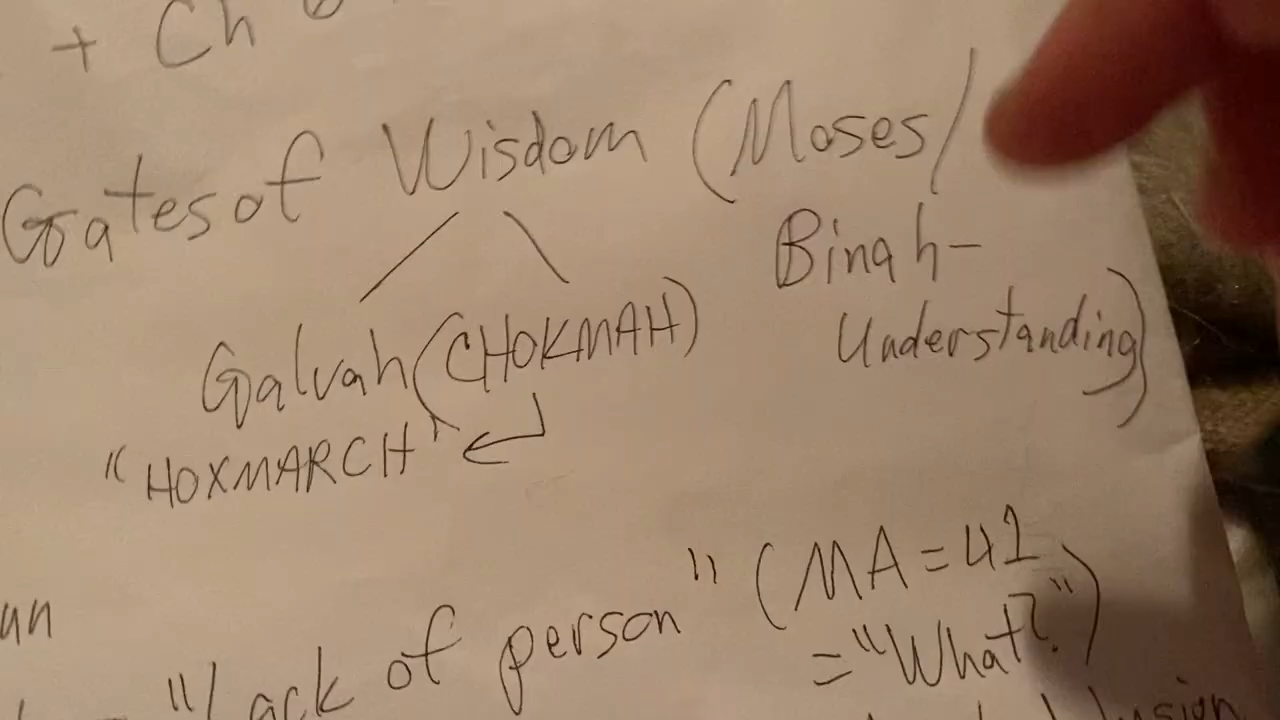 + Ch
Gates of Wisdom (Moses/
Binah-
Understanding)
Galvah (CHOKMAH)
"HOXMARCH"
"Lack of person" (MA=41
="What?")